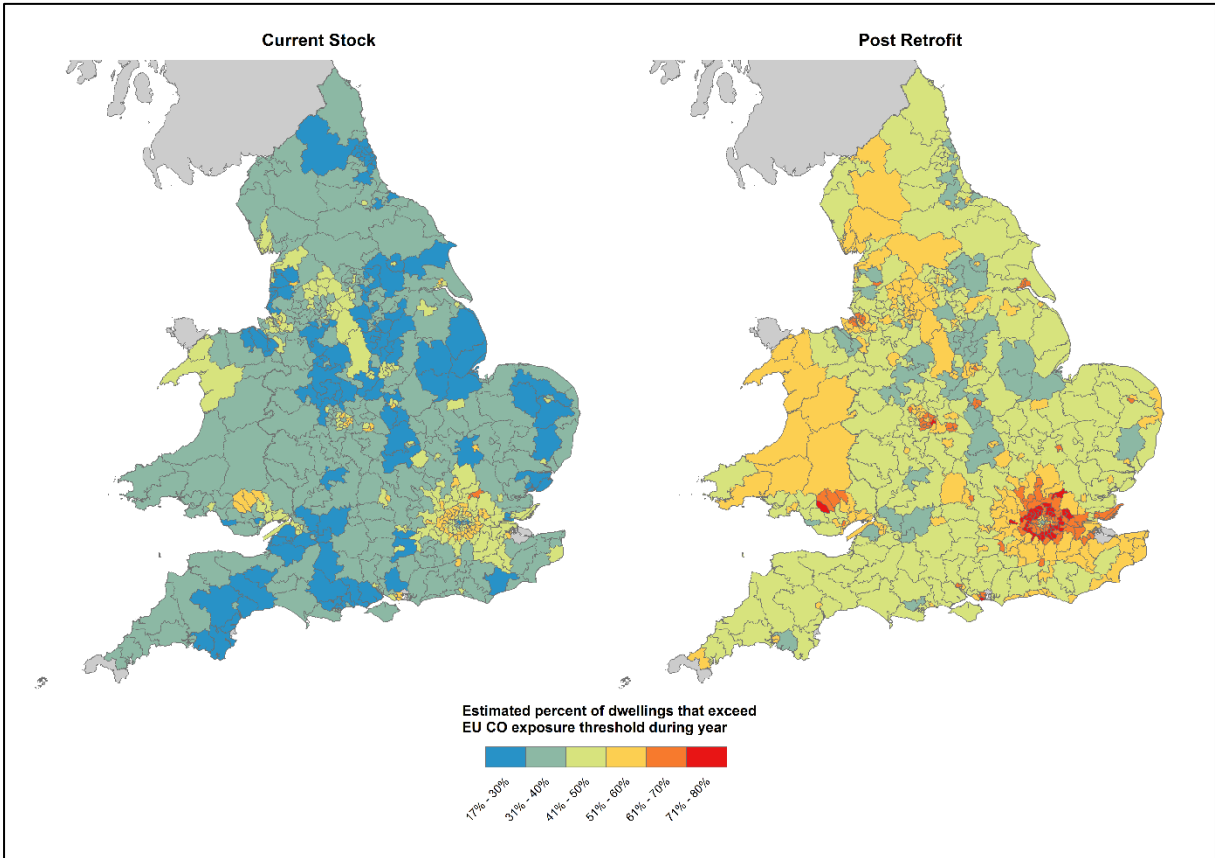 Current Stock
Post Retrofit
Estimated percent of dwellings that exceed
EU CO exposure threshold during year
17% - 30%
31% - 40%
41% - 50%
51% - 60%
61% - 70%
71% - 80%